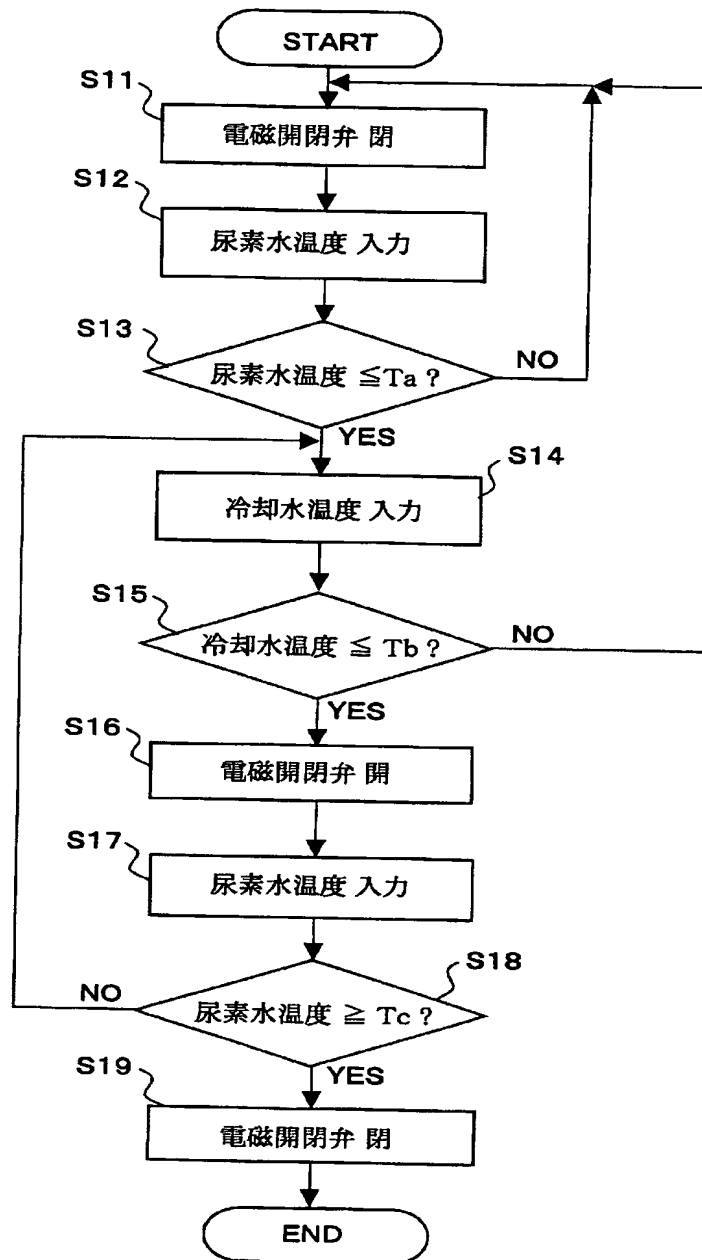 START
S11
電磁開閉弁 閉
S12
尿素水温度 入力
S13
尿素水温度 ≦Ta ?
NO
YES
S14
冷却水温度 入力
S15
冷却水温度 ≦ Tb ?
NO
YES
S16
電磁開閉弁 開
S17
尿素水温度 入力
S18
尿素水温度 ≧ Tc ?
NO
YES
S19
電磁開閉弁 閉
END